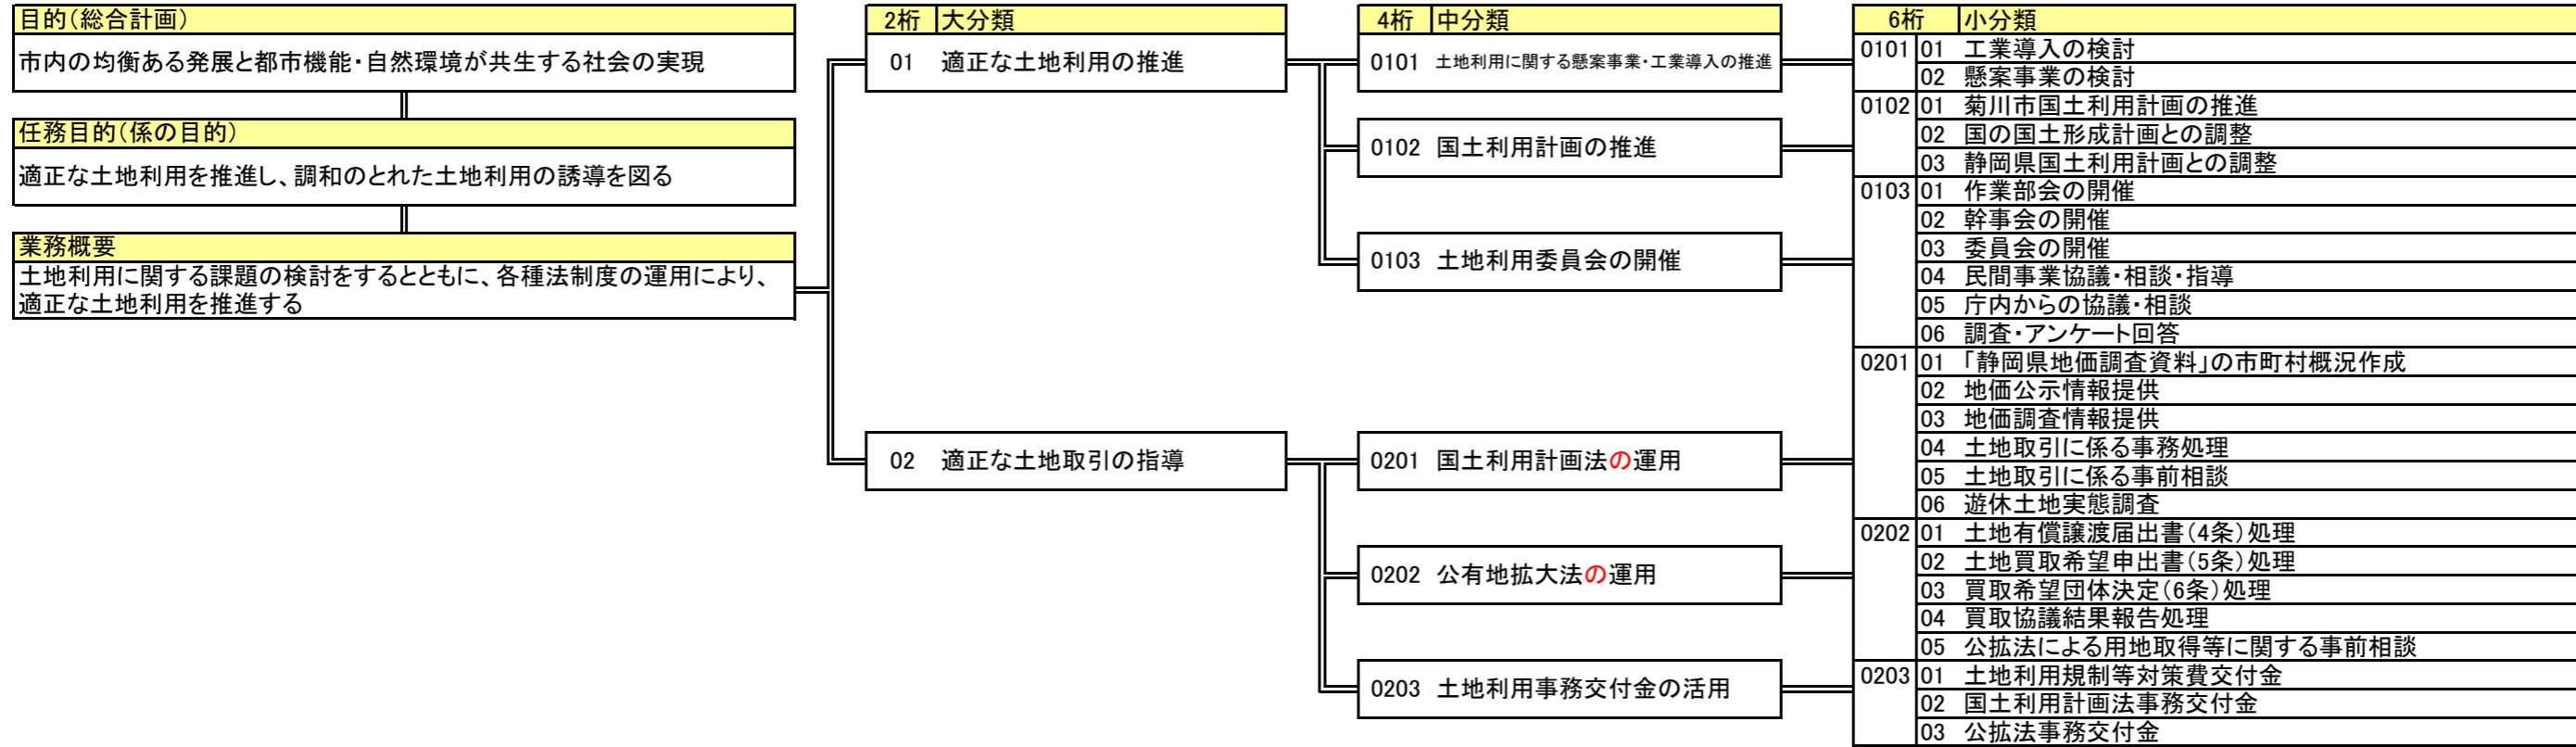 目的(総合計画)
市内の均衡ある発展と都市機能・自然環境が共生する社会の実現
任務目的(係の目的)
適正な土地利用を推進し、調和のとれた土地利用の誘導を図る
業務概要
土地利用に関する課題の検討をするとともに、各種法制度の運用により、
適正な土地利用を推進する
2桁 大分類
01 適正な土地利用の推進
02 適正な土地取引の指導
4桁 中分類
0101 土地利用に関する懸案事業・工業導入の推進
0102 国土利用計画の推進
0103 土地利用委員会の開催
0201 国土利用計画法の運用
0202 公有地拡大法の運用
0203 土地利用事務交付金の活用
6桁 小分類
0101 01 工業導入の検討
02 懸案事業の検討
0102 01 菊川市国土利用計画の推進
02 国の国土形成計画との調整
03 静岡県国土利用計画との調整
0103 01 作業部会の開催
02 幹事会の開催
03 委員会の開催
04 民間事業協議・相談・指導
05 庁内からの協議・相談
06 調査・アンケート回答
0201 01 「静岡県地価調査資料」の市町村概況作成
02 地価公示情報提供
03 地価調査情報提供
04 土地取引に係る事務処理
05 土地取引に係る事前相談
06 遊休土地実態調査
0202 01 土地有償譲渡届出書(4条)処理
02 土地買取希望申出書(5条)処理
03 買取希望団体決定(6条)処理
04 買取協議結果報告処理
05 公拡法による用地取得等に関する事前相談
0203 01 土地利用規制等対策費交付金
02 国土利用計画法事務交付金
03 公拡法事務交付金